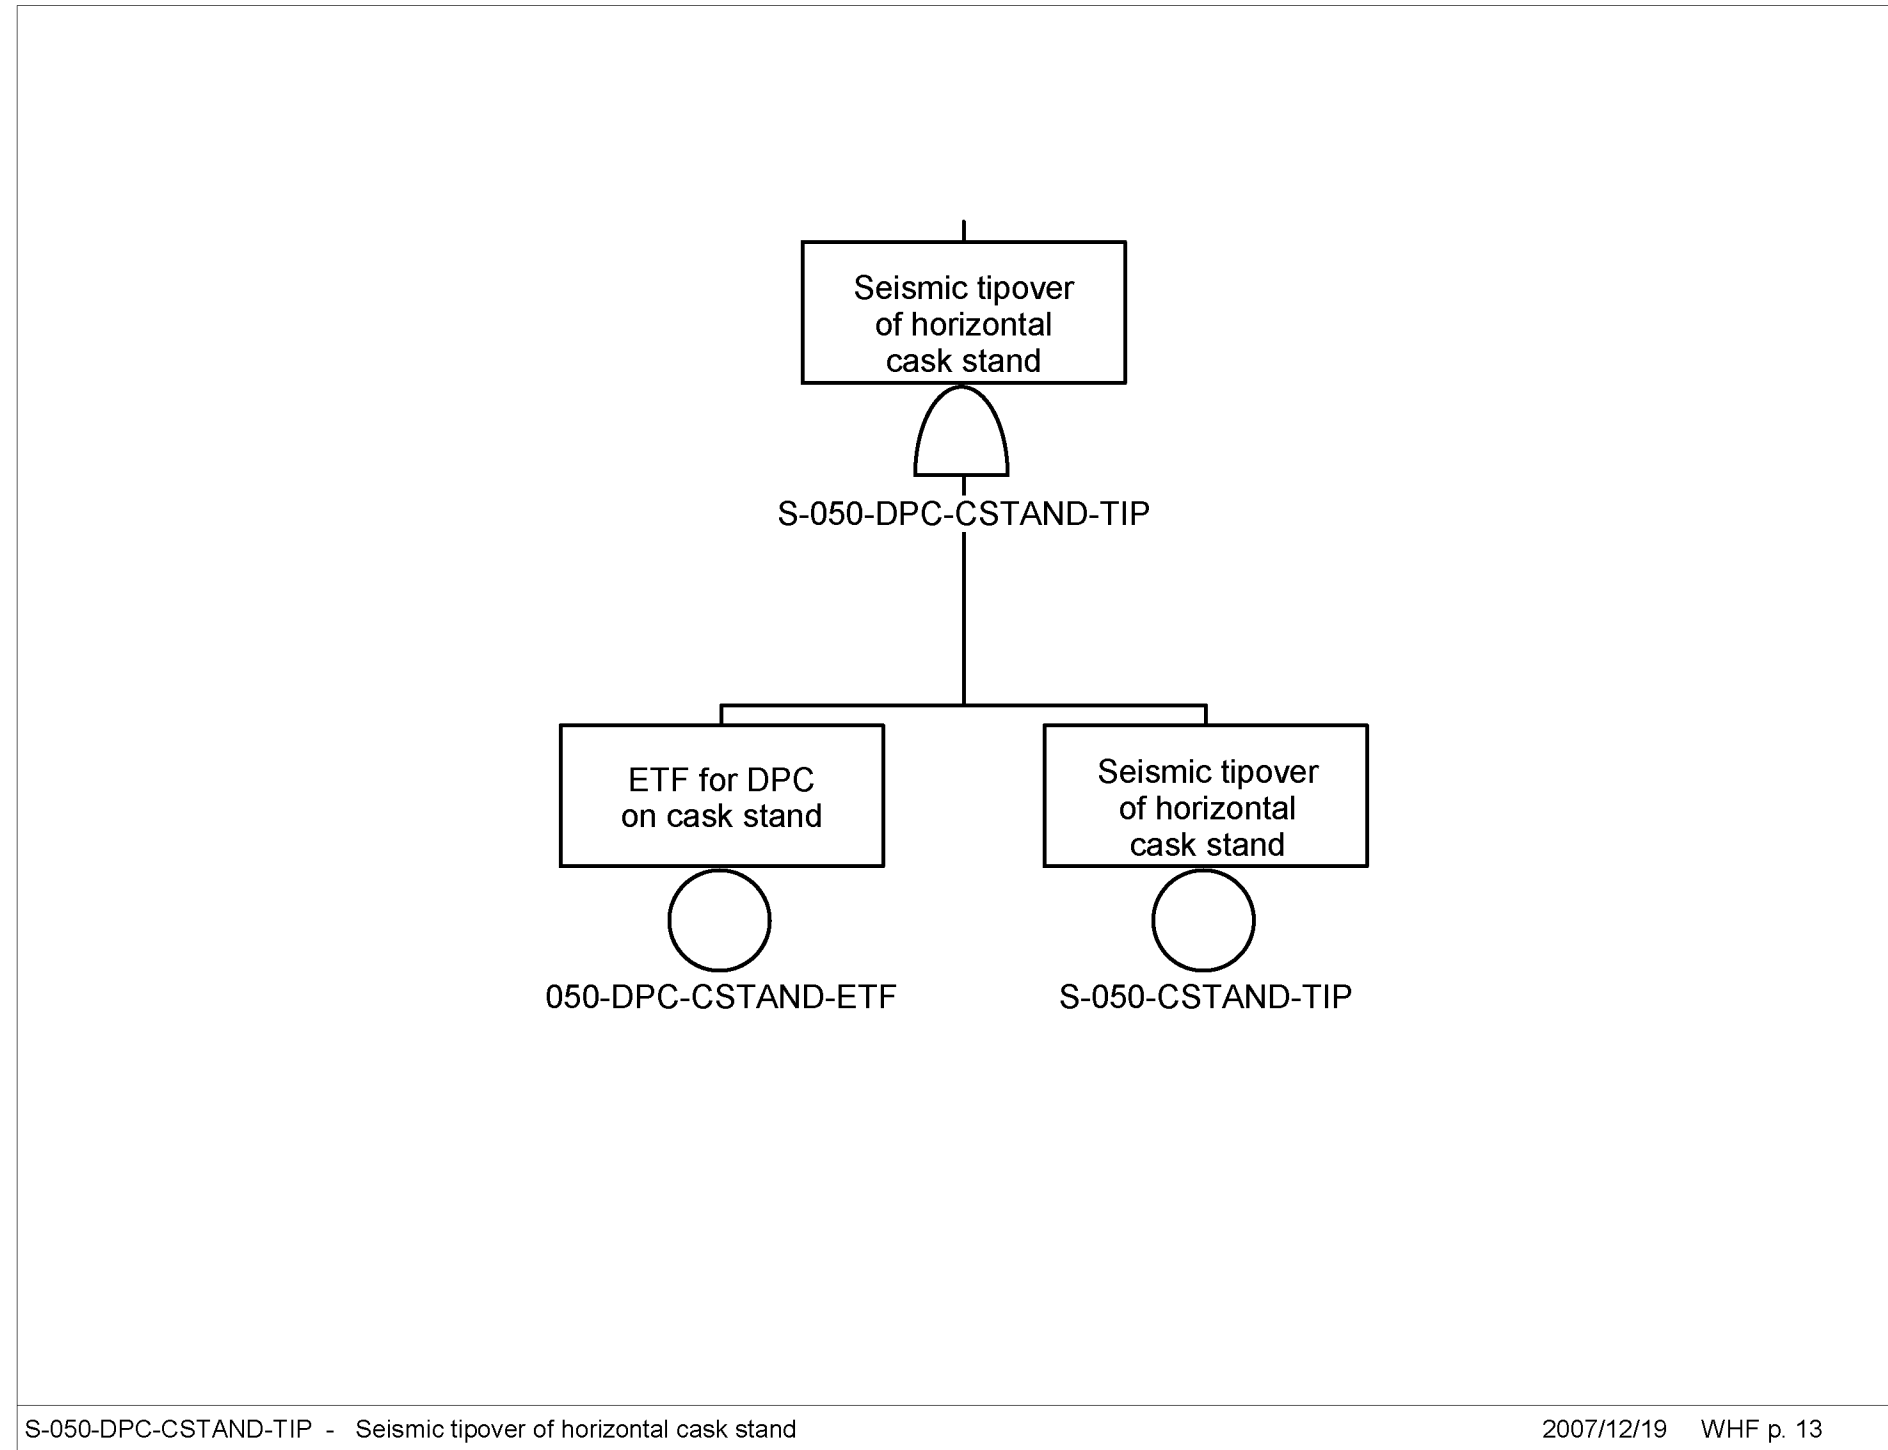 Seismic tipover
of horizontal
cask stand
S-050-DPC-CSTAND-TIP
ETF for DPC
on cask stand
050-DPC-CSTAND-ETF
Seismic tipover
of horizontal
cask stand
S-050-CSTAND-TIP
S-050-DPC-CSTAND-TIP - Seismic tipover of horizontal cask stand
2007/12/19 WHF p. 13